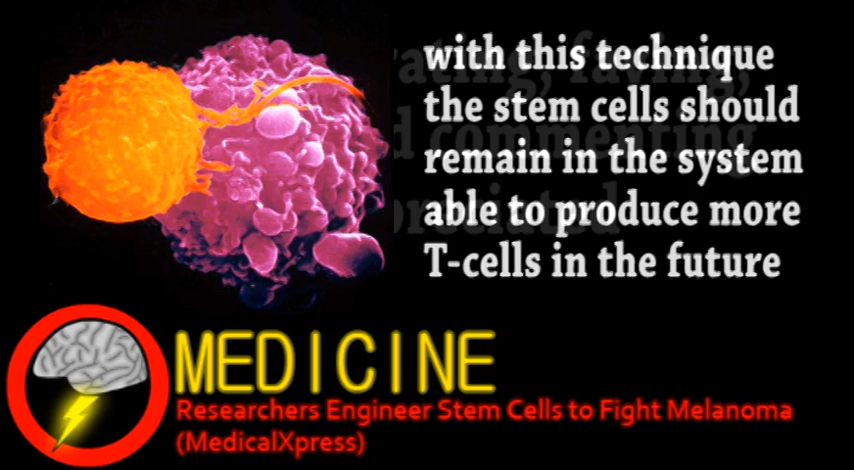 with this technique
the stem cells should
remain in the system
able to produce more
T-cells in the future
MEDICINE
Researchers Engineer Stem Cells to Fight Melanoma
(MedicalXpress)